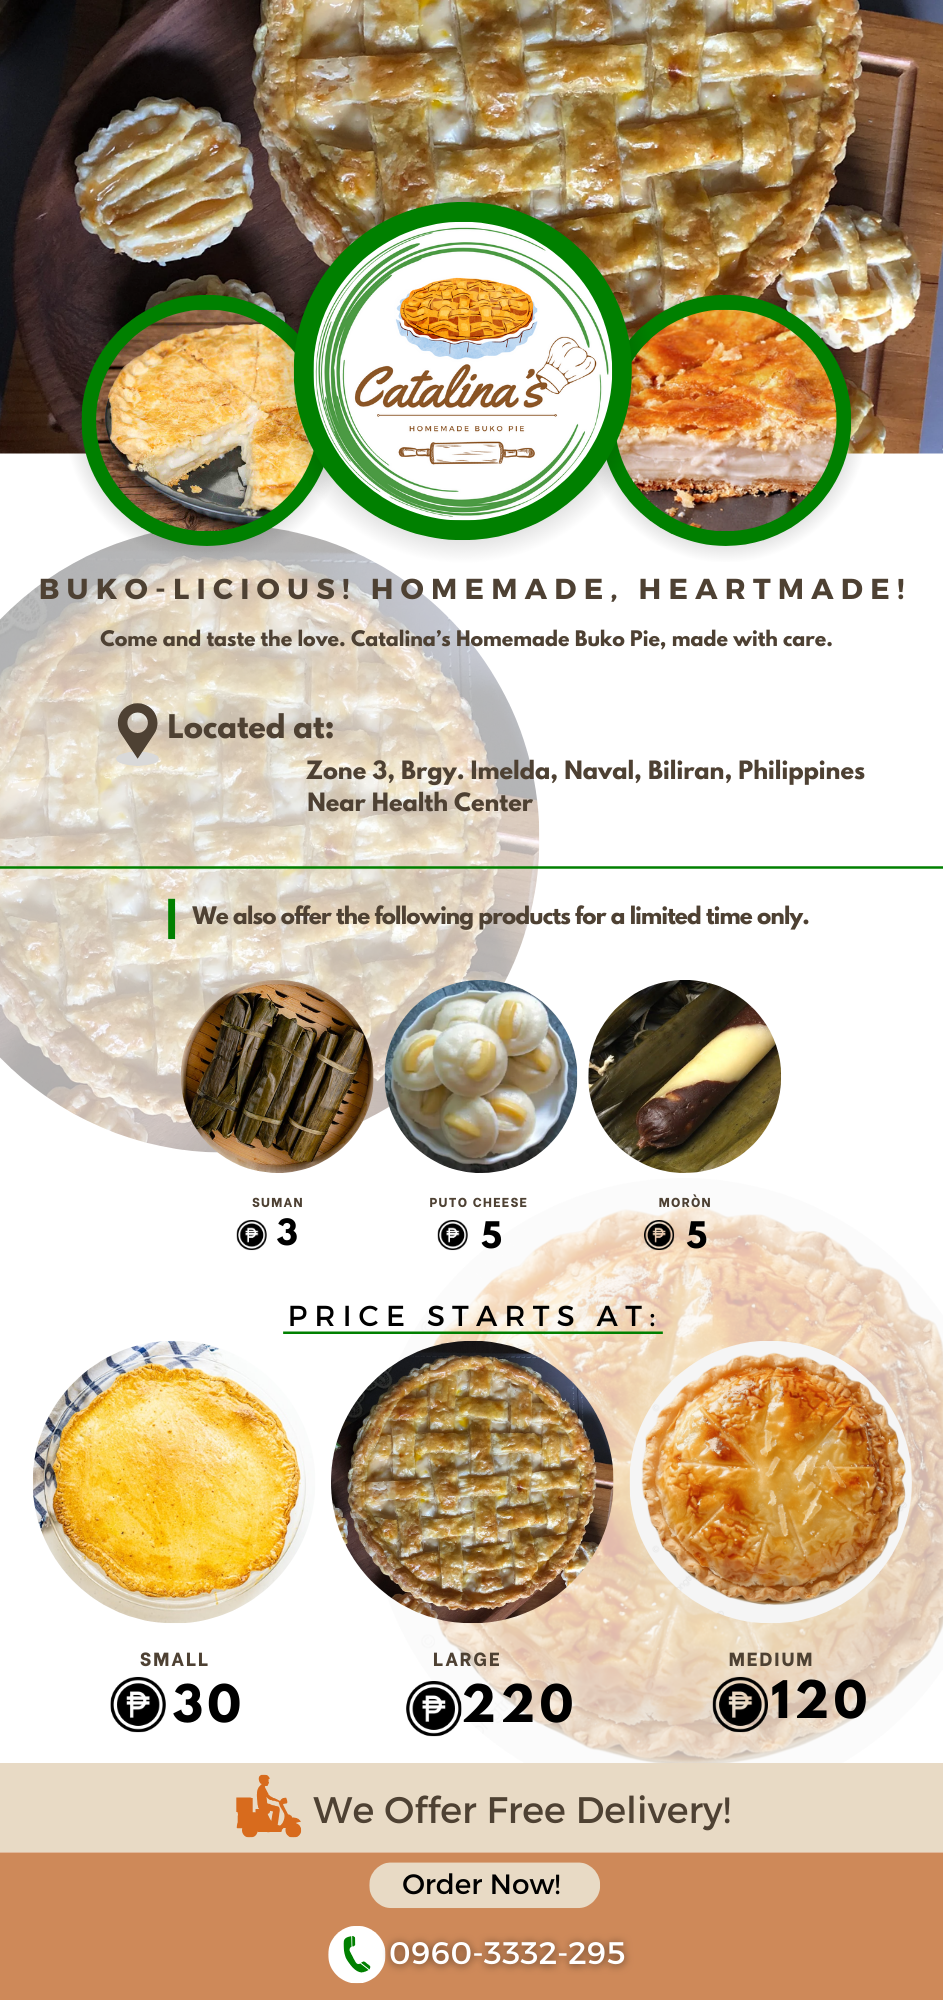 Catalina's
HOMEMADE BUKO PIE
BUKO-LICIOUS! HOMEMADE, HEARTMADE!
Come and taste the love. Catalina's Homemade Buko Pie, made with care.
Located at:
Zone 3, Brgy. Imelda, Naval, Biliran, Philippines
Near Health Center
We also offer the following products for a limited time only.
SUMAN
₱ 3
PUTO CHEESE
₱ 5
MORÒN
₱ 5
PRICE STARTS AT:
SMALL
₱ 30
LARGE
₱ 220
MEDIUM
₱ 120
We Offer Free Delivery!
Order Now!
0960-3332-295